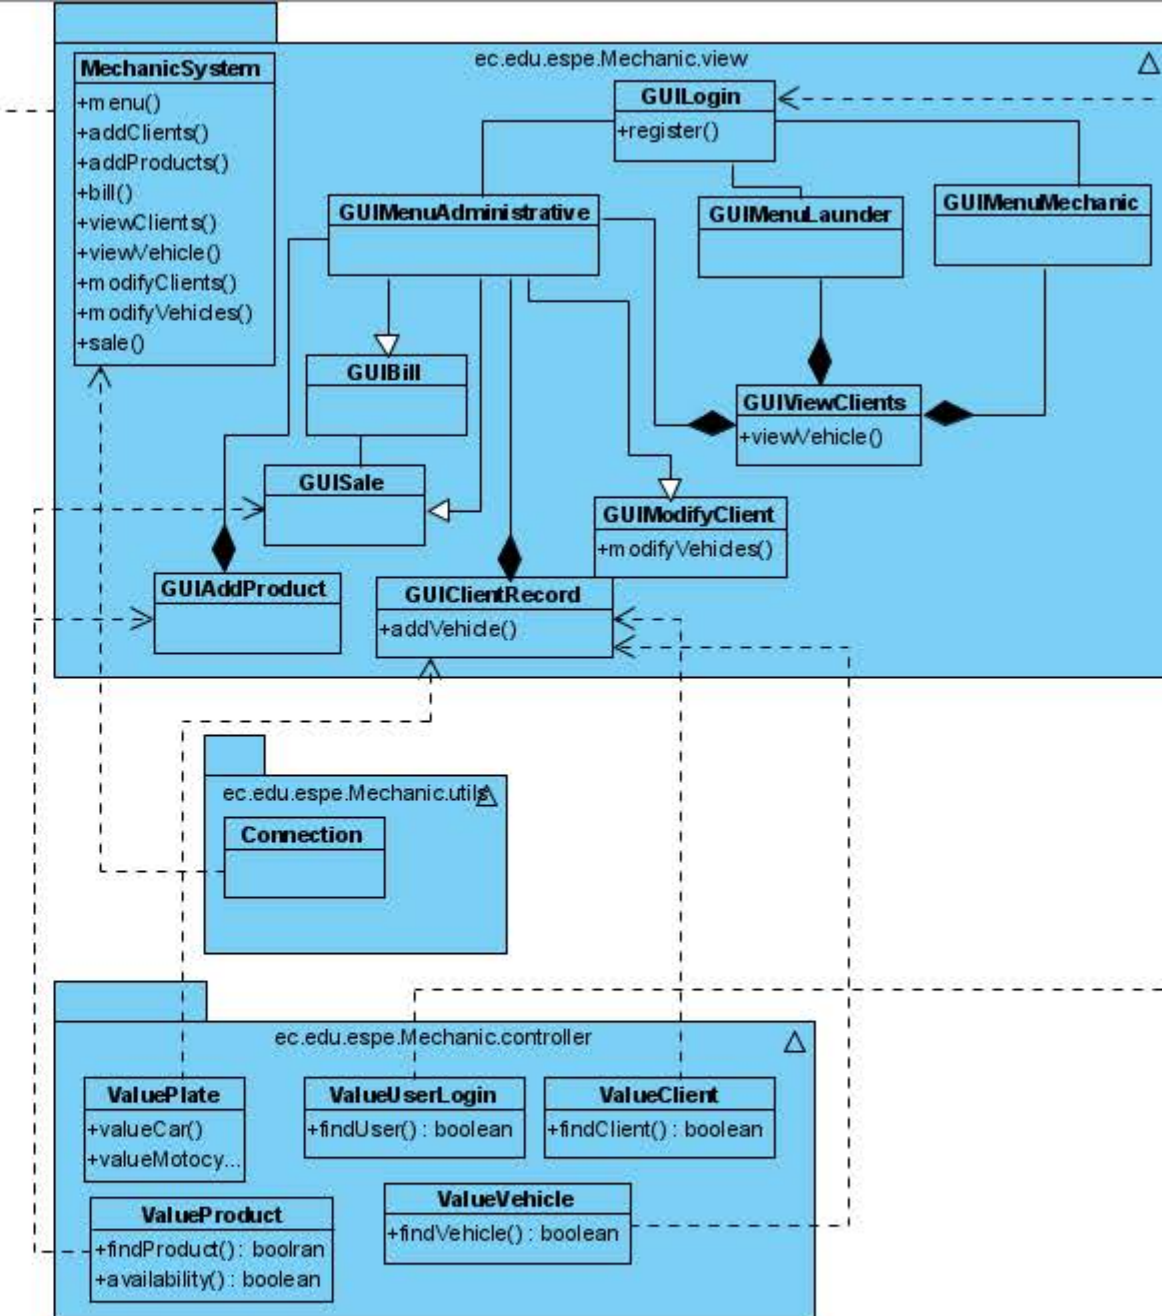 ec.edu.espe.Mechanic.view
MechanicSystem
+menu()
+addClients()
+addProducts()
+bill()
+viewClients()
+viewVehicle()
+modifyClients()
+modifyVehicles()
+sale()
GUILogin
+register()
GUIMenuAdministrative
GUIMenuLaunder
GUIMenuMechanic
GUIBill
GUIViewClients
+viewVehicle()
GUISale
GUIModifyClient
+modifyVehicles()
GUIAddProduct
GUIClientRecord
+addVehicle()
ec.edu.espe.Mechanic.utils
Connection
ec.edu.espe.Mechanic.controller
ValuePlate
+valueCar()
+valueMotocy...
ValueUserLogin
+findUser() : boolean
ValueClient
+findClient() : boolean
ValueProduct
+findProduct() : boolran
+availability() : boolean
ValueVehicle
+findVehicle() : boolean